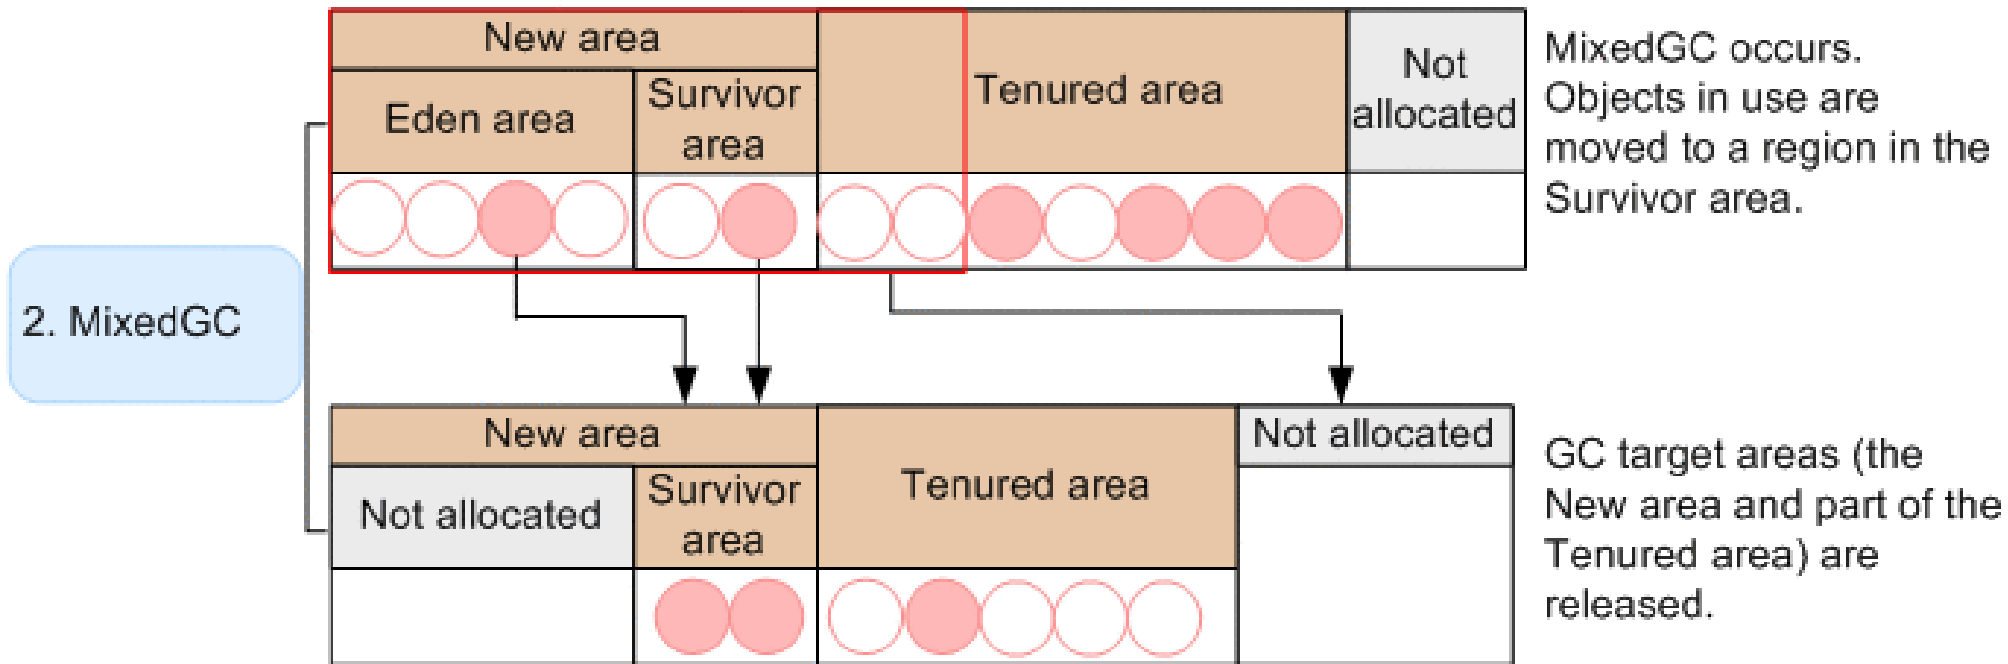 New area
Eden area
Survivor
area
Tenured area
Not
allocated
MixedGC occurs.
Objects in use are
moved to a region in the
Survivor area.
2. MixedGC
New area
Not allocated
Survivor
area
Tenured area
Not allocated
GC target areas (the
New area and part of the
Tenured area) are
released.